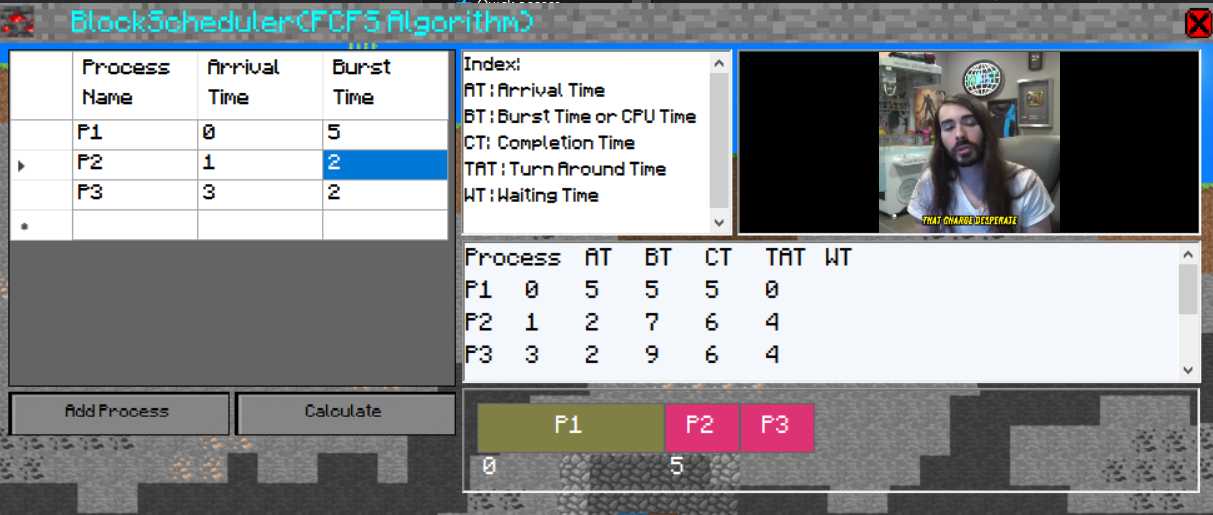 BlockScheduler(FCFS Algorithm)
Process Name Arrival Time Burst Time
P1 0 5
P2 1 2
P3 3 2
Add Process Calculate
Index:
AT:Arrival Time
BT:Burst Time or CPU Time
CT: Completion Time
TAT:Turn Around Time
WT:Waiting Time
THAT CHARGE DESPERATE
Process AT BT CT TAT WT
P1 0 5 5 5 0
P2 1 2 7 6 4
P3 3 2 9 6 4
P1 P2 P3
0 5